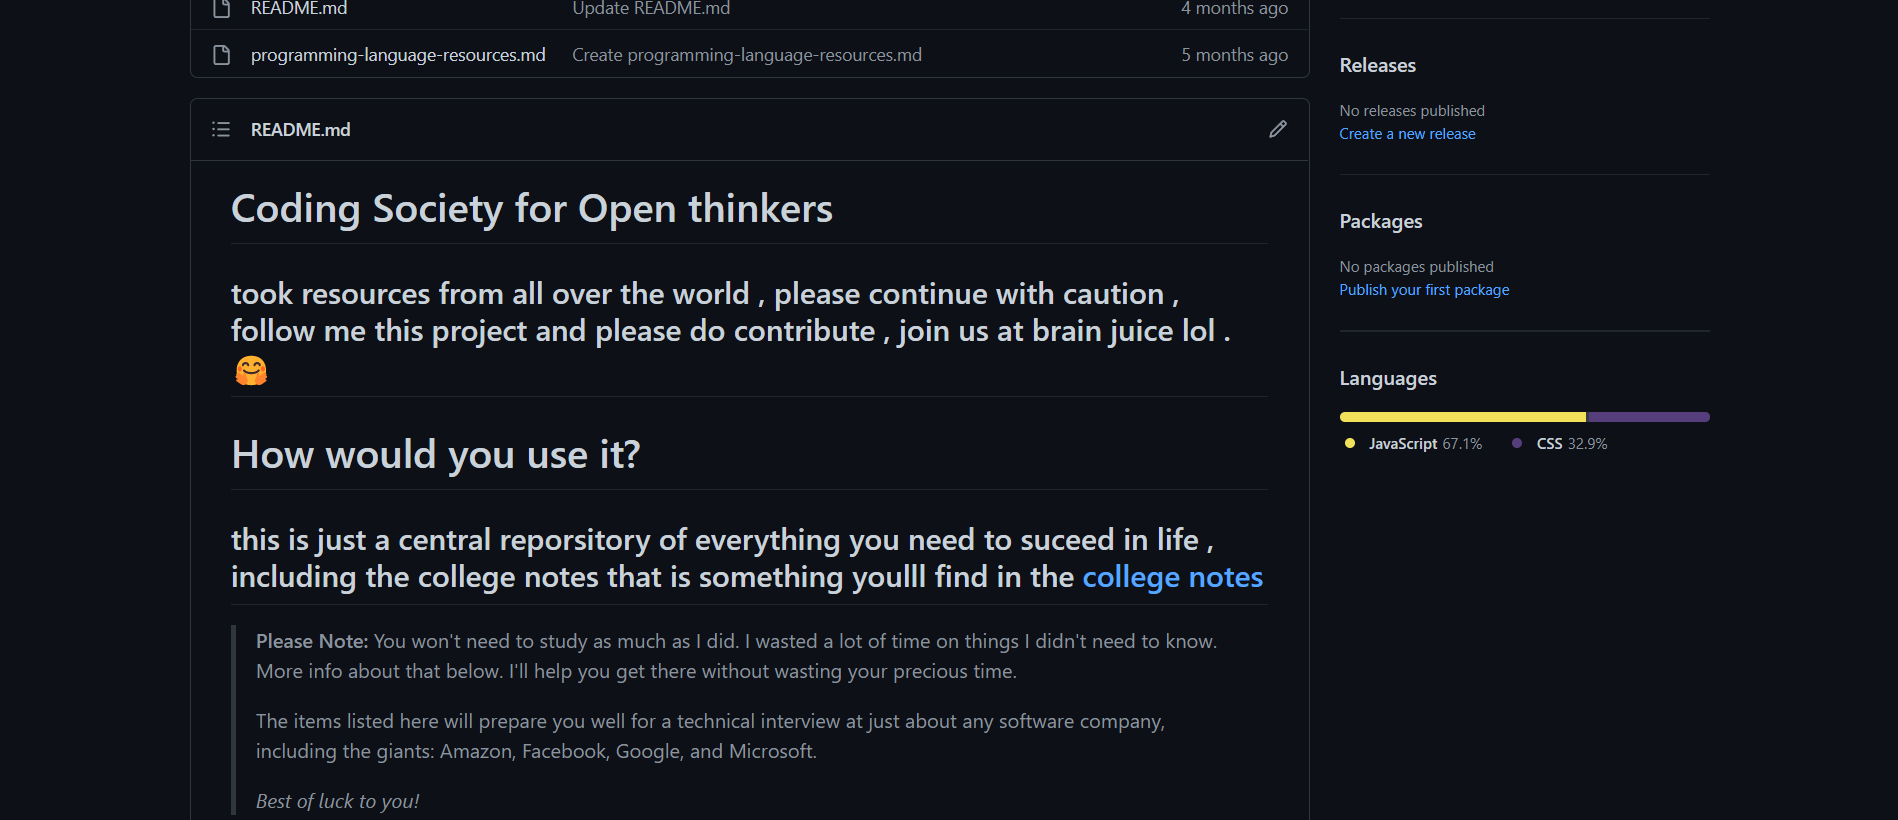 README.md Update README.md 4 months ago
programming-language-resources.md Create programming-language-resources.md 5 months ago
README.md
Coding Society for Open thinkers
took resources from all over the world , please continue with caution ,
follow me this project and please do contribute , join us at brain juice lol .
🤗
How would you use it?
this is just a central reporsitory of everything you need to suceed in life ,
including the college notes that is something youlll find in the college notes
Please Note: You won't need to study as much as I did. I wasted a lot of time on things I didn't need to know.
More info about that below. I'll help you get there without wasting your precious time.
The items listed here will prepare you well for a technical interview at just about any software company,
including the giants: Amazon, Facebook, Google, and Microsoft.
Best of luck to you!
Releases
No releases published
Create a new release
Packages
No packages published
Publish your first package
Languages
JavaScript 67.1% CSS 32.9%